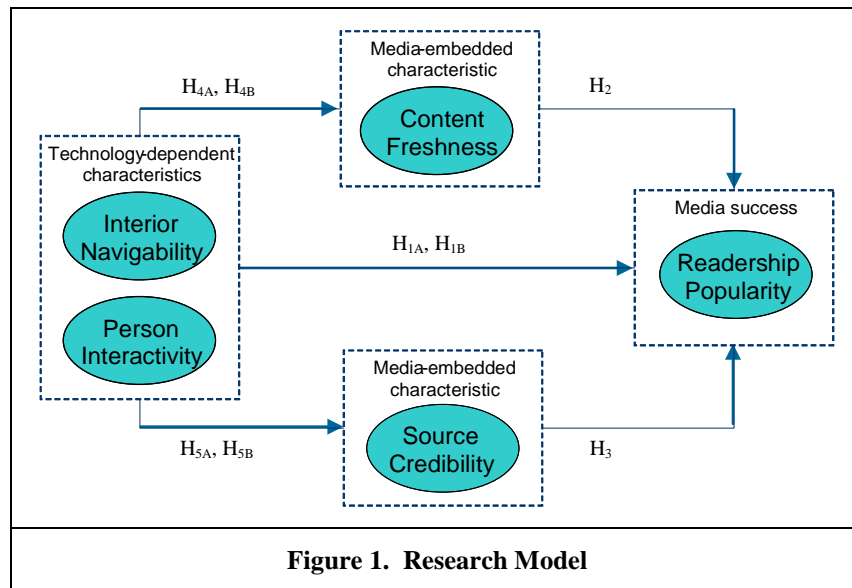 Media-embedded
characteristic
Content
Freshness
H4A, H4B
H2
Technology-dependent
characteristics
Interior
Navigability
Person
Interactivity
H1A, H1B
Media success
Readership
Popularity
Media-embedded
characteristic
Source
Credibility
H5A, H5B
H3
Figure 1. Research Model